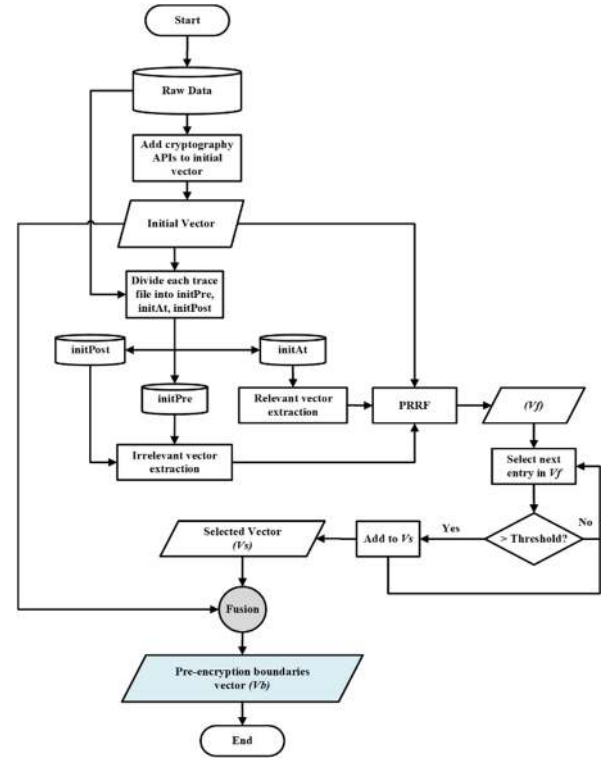 Start
Raw Data
Add cryptography
APIs to initial
vector
Initial Vector
Divide each trace
file into initPre,
initAt, initPost
initPost
initAt
initPre
Relevant vector
extraction
PRRF
(Vf)
Irrelevant vector
extraction
Select next
entry in Vf
Selected Vector
(Vs)
Add to Vs
Yes
> Threshold?
No
Fusion
Pre-encryption boundaries
vector (Vb)
End